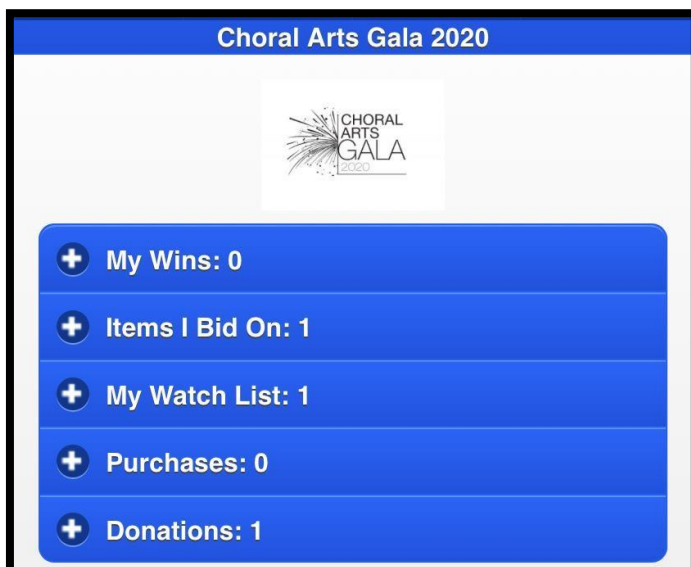 Choral Arts Gala 2020
CHORAL
ARTS
GALA
2020
My Wins: 0
Items I Bid On: 1
My Watch List: 1
Purchases: 0
Donations: 1